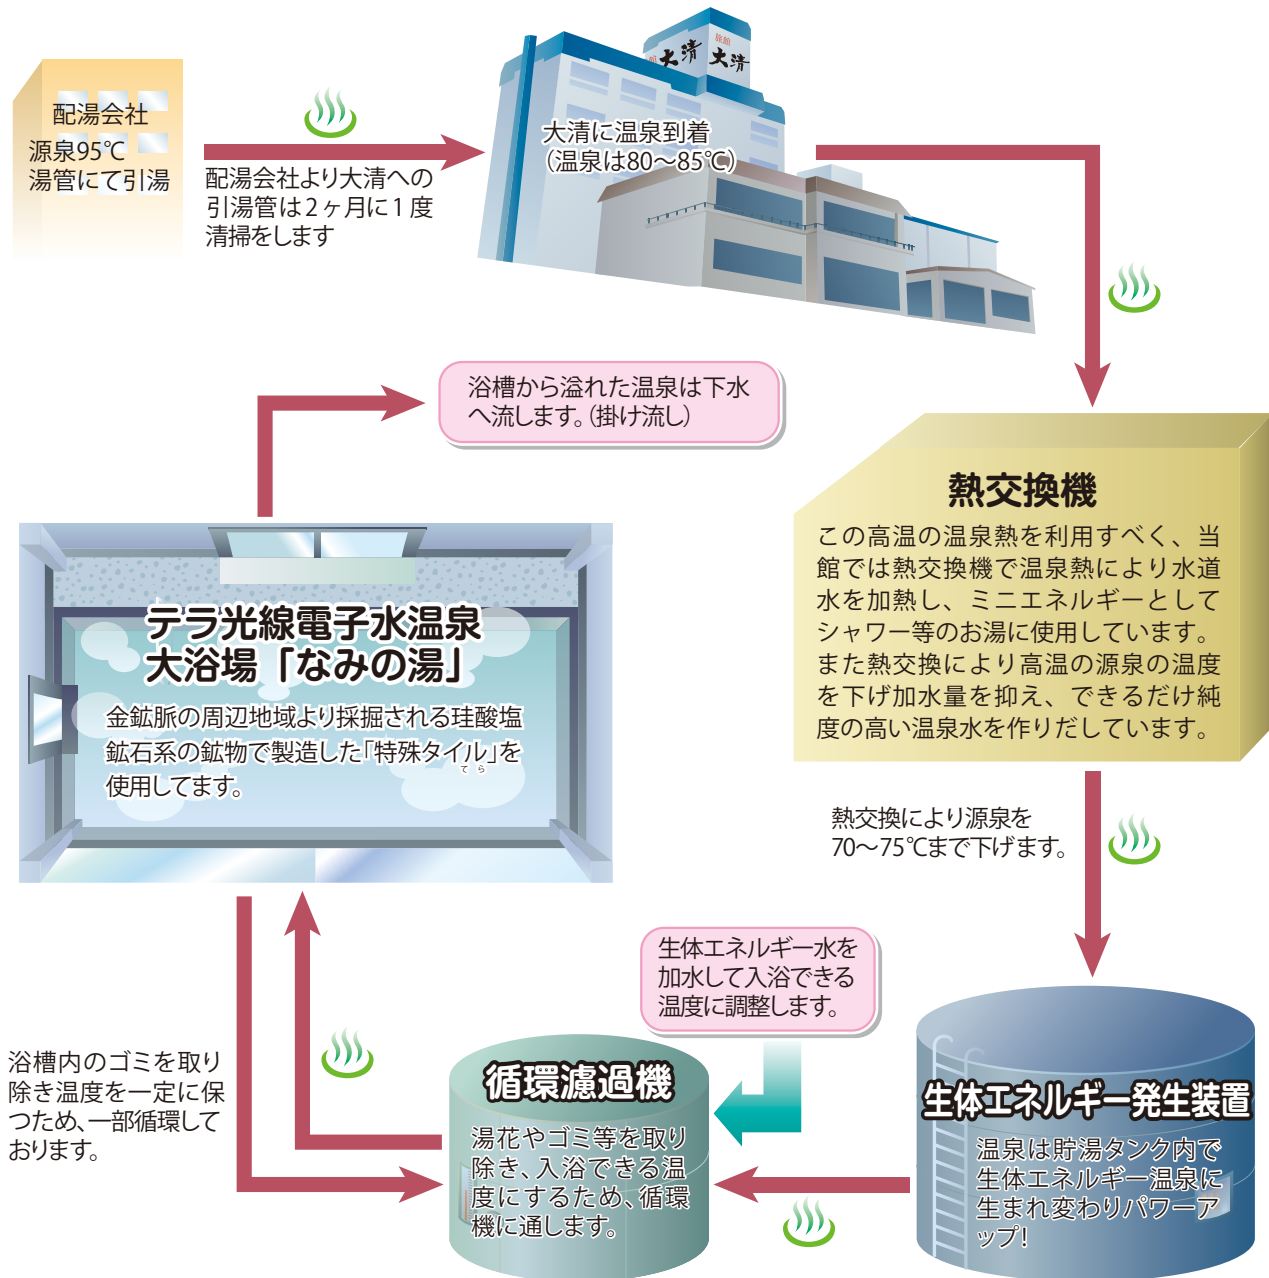 配湯会社
源泉95℃
湯管にて引湯
配湯会社より大清への
引湯管は2ヶ月に1度
清掃をします
大清
旅館
大清
大清に温泉到着
(温泉は80〜85℃)
浴槽から溢れた温泉は下水
へ流します。(掛け流し)
熱交換機
この高温の温泉熱を利用すべく、当
館では熱交換機で温泉熱により水道
水を加熱し、ミニエネルギーとして
シャワー等のお湯に使用しています。
また熱交換により高温の源泉の温度
を下げ加水量を抑え、できるだけ純
度の高い温泉水を作りだしています。
テラ光線電子水温泉
大浴場「なみの湯」
金鉱脈の周辺地域より採掘される珪酸塩
鉱石系の鉱物で製造した「特殊タイル」を
てら
使用してます。
熱交換により源泉を
70〜75℃まで下げます。
生体エネルギー水を
加水して入浴できる
温度に調整します。
浴槽内のゴミを取り
除き温度を一定に保
つため、一部循環して
おります。
循環濾過機
湯花やゴミ等を取り
除き、入浴できる温
度にするため、循環
機に通します。
生体エネルギー発生装置
温泉は貯湯タンク内で
生体エネルギー温泉に
生まれ変わりパワーア
ップ!